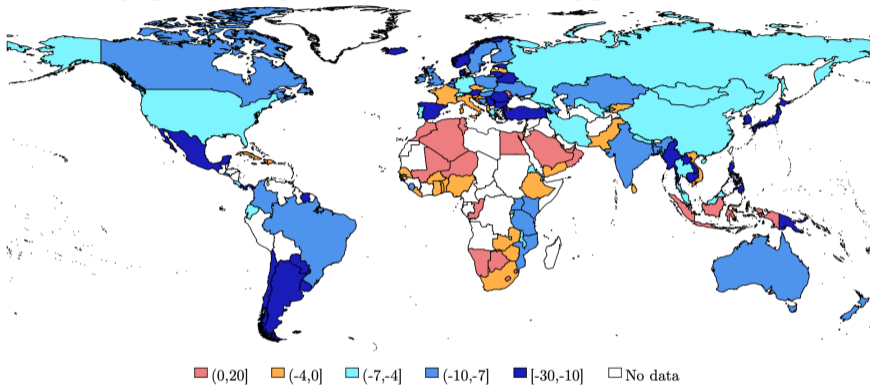 (0,20] (-4,0] (-7,-4] (-10,-7] [-30,-10] No data